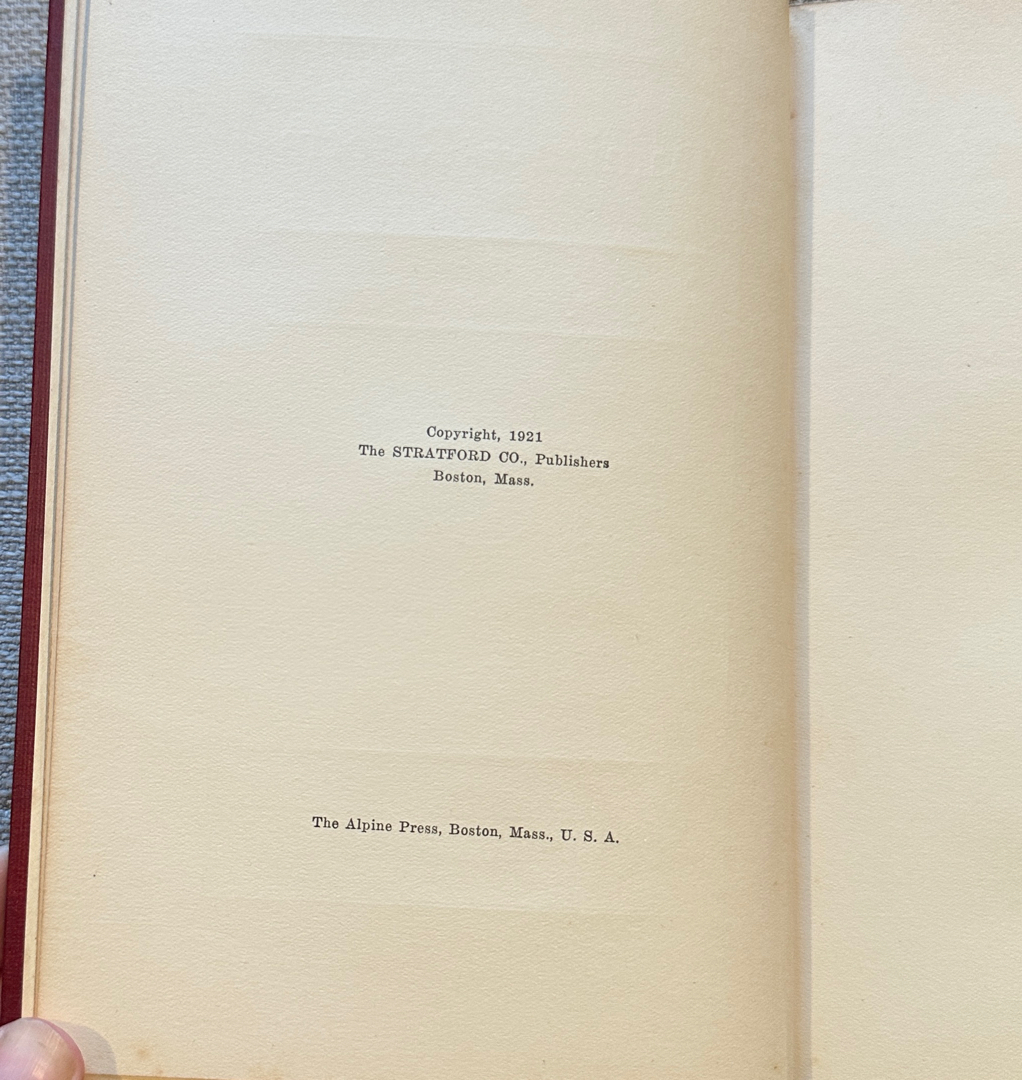 Copyright, 1921
The STRATFORD CO., Publishers
Boston, Mass.
The Alpine Press, Boston, Mass., U. S. A.